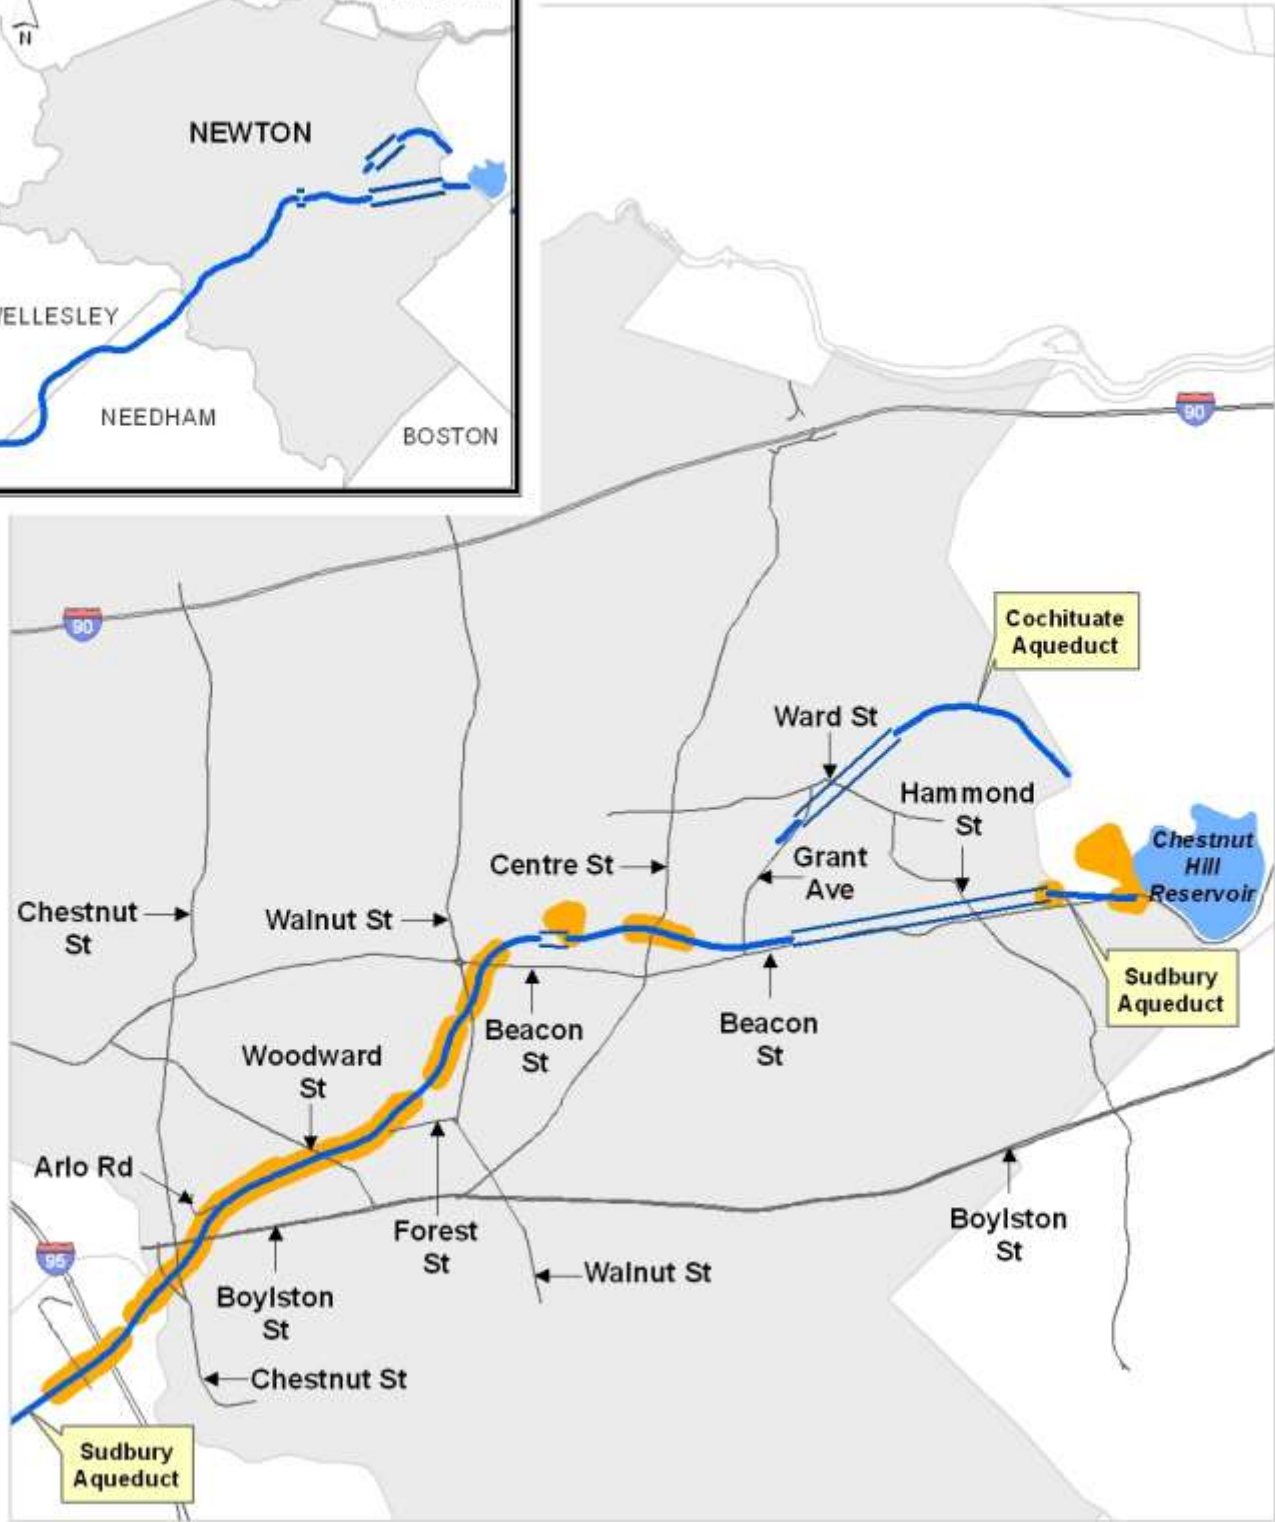 N
NEWTON
WELLESLEY
NEEDHAM
BOSTON
90
90
Cochituate
Aqueduct
Ward St
Hammond
St
Chestnut
Hill
Reservoir
Centre St
Grant
Ave
Chestnut
St
Walnut St
Sudbury
Aqueduct
Beacon
St
Beacon
St
Woodward
St
Arlo Rd
Forest
St
Boylston
St
95
Walnut St
Boylston
St
Chestnut St
Sudbury
Aqueduct